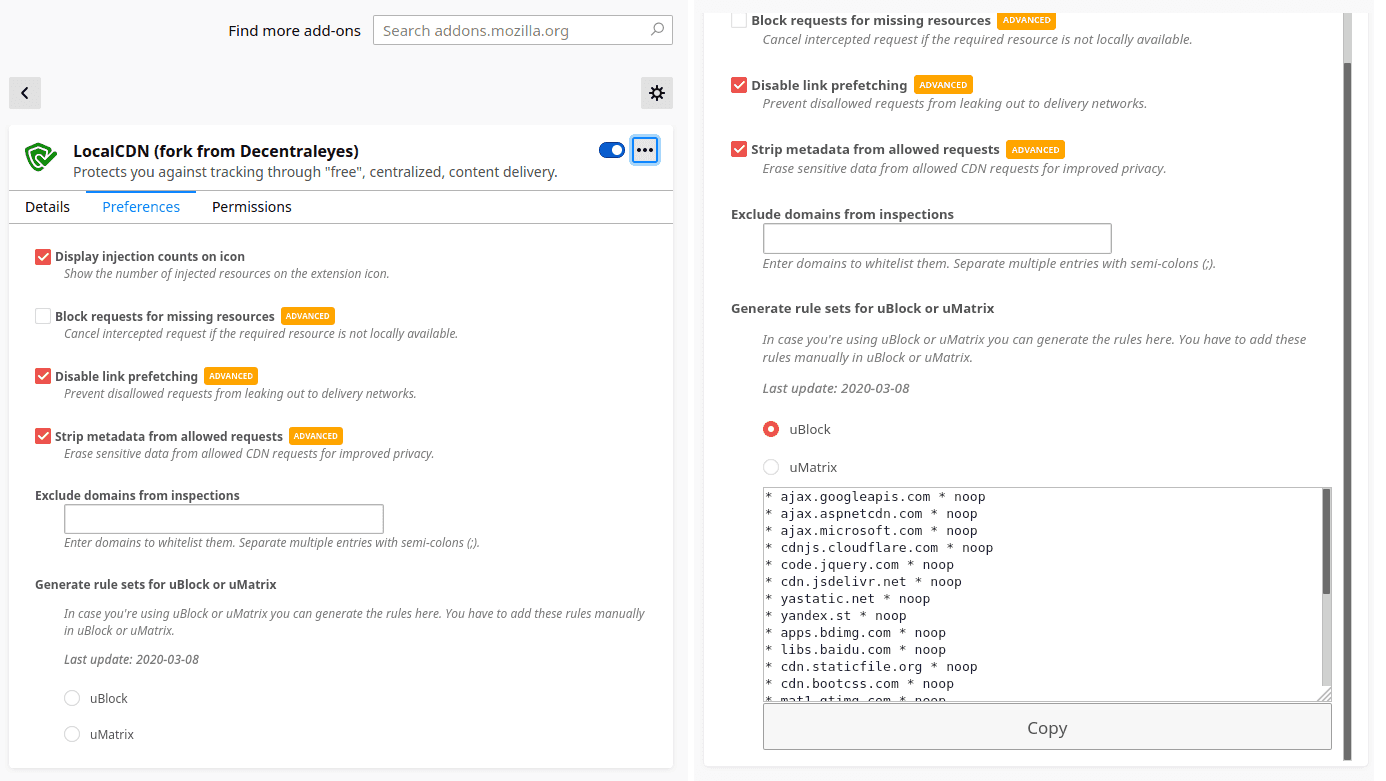 Find more add-ons
Search addons.mozilla.org
LocalCDN (fork from Decentraleyes)
Protects you against tracking through "free", centralized, content delivery.
Details Preferences Permissions
Display injection counts on icon
Show the number of injected resources on the extension icon.
Block requests for missing resources ADVANCED
Cancel intercepted request if the required resource is not locally available.
Disable link prefetching ADVANCED
Prevent disallowed requests from leaking out to delivery networks.
Strip metadata from allowed requests ADVANCED
Erase sensitive data from allowed CDN requests for improved privacy.
Exclude domains from inspections
Enter domains to whitelist them. Separate multiple entries with semi-colons (;).
Generate rule sets for uBlock or uMatrix
In case you're using uBlock or uMatrix you can generate the rules here. You have to add these rules manually
in uBlock or uMatrix.
Last update: 2020-03-08
uBlock
uMatrix
Block requests for missing resources ADVANCED
Cancel intercepted request if the required resource is not locally available.
Disable link prefetching ADVANCED
Prevent disallowed requests from leaking out to delivery networks.
Strip metadata from allowed requests ADVANCED
Erase sensitive data from allowed CDN requests for improved privacy.
Exclude domains from inspections
Enter domains to whitelist them. Separate multiple entries with semi-colons (;).
Generate rule sets for uBlock or uMatrix
In case you're using uBlock or uMatrix you can generate the rules here. You have to add these
rules manually in uBlock or uMatrix.
Last update: 2020-03-08
uBlock
uMatrix
* ajax.googleapis.com * noop
* ajax.aspnetcdn.com * noop
* ajax.microsoft.com * noop
* cdnjs.cloudflare.com * noop
* code.jquery.com * noop
* cdn.jsdelivr.net * noop
* yastatic.net * noop
* yandex.st * noop
* apps.bdimg.com * noop
* libs.baidu.com * noop
* cdn.staticfile.org * noop
* cdn.bootcss.com * noop
* mat1.gtimg.com * noop
Copy